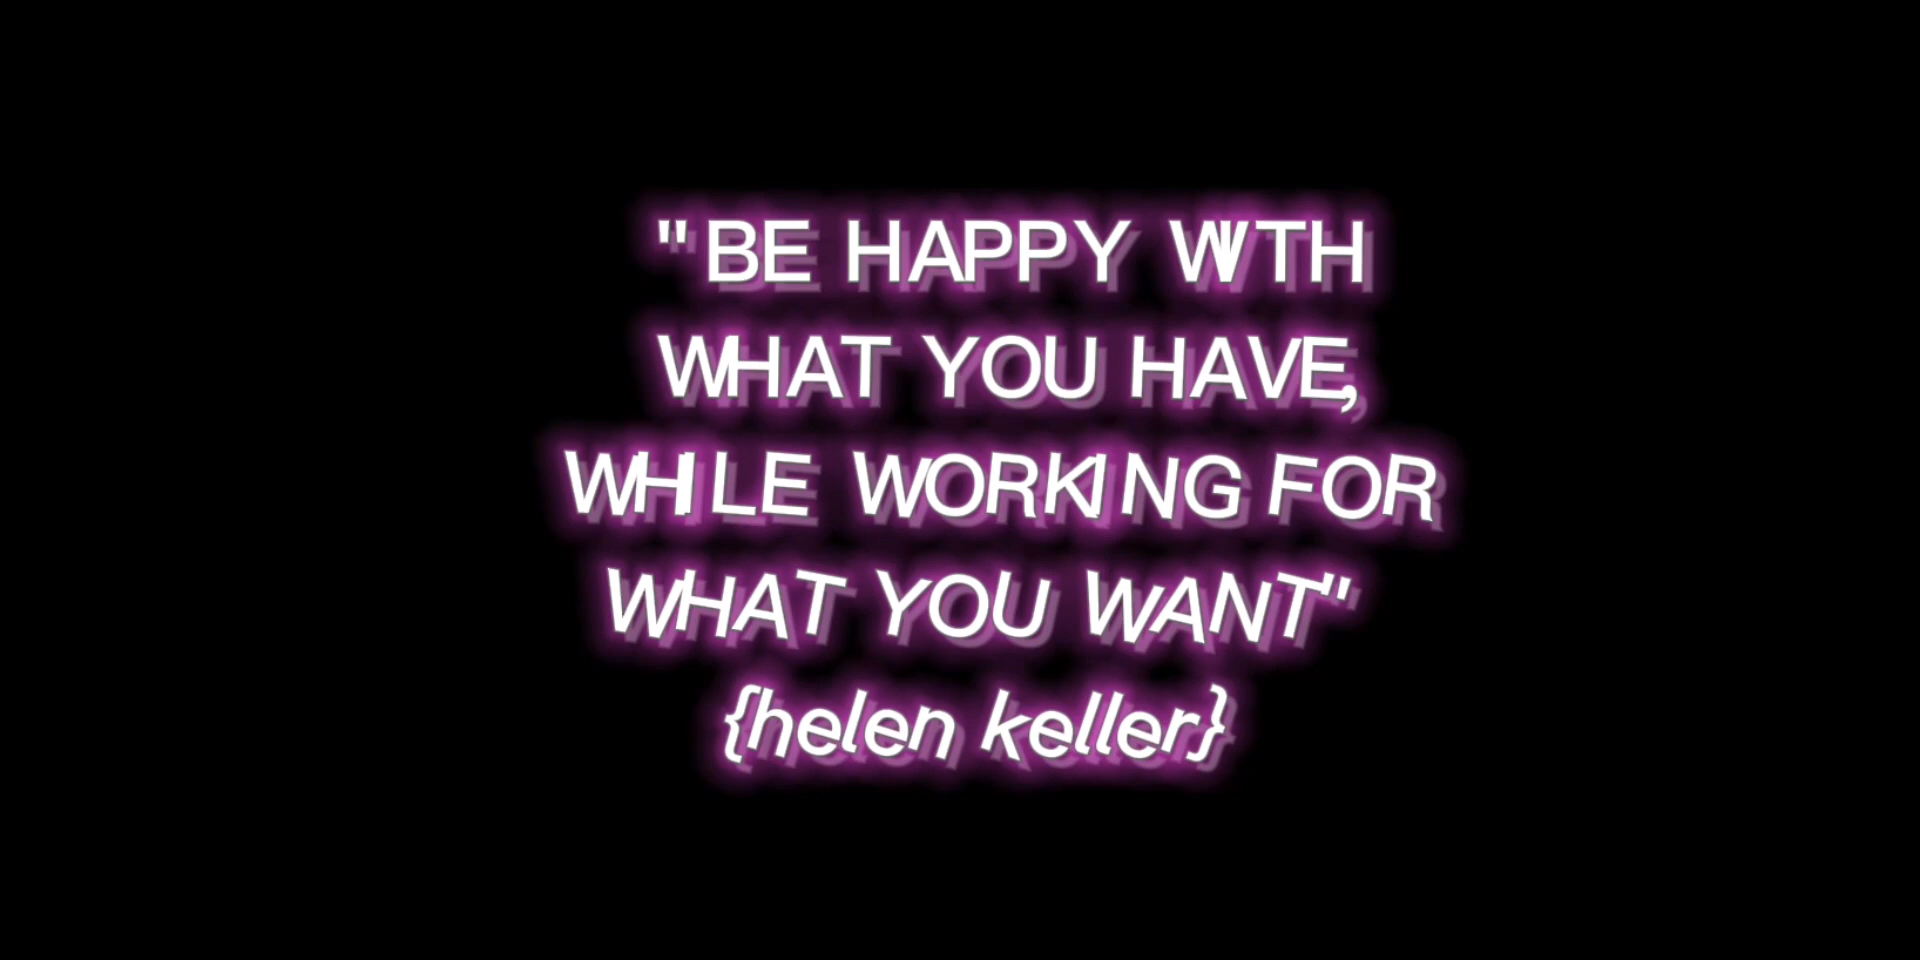 "BE HAPPY WITH
WHAT YOU HAVE,
WHILE WORKING FOR
WHAT YOU WANT"
{helen keller}